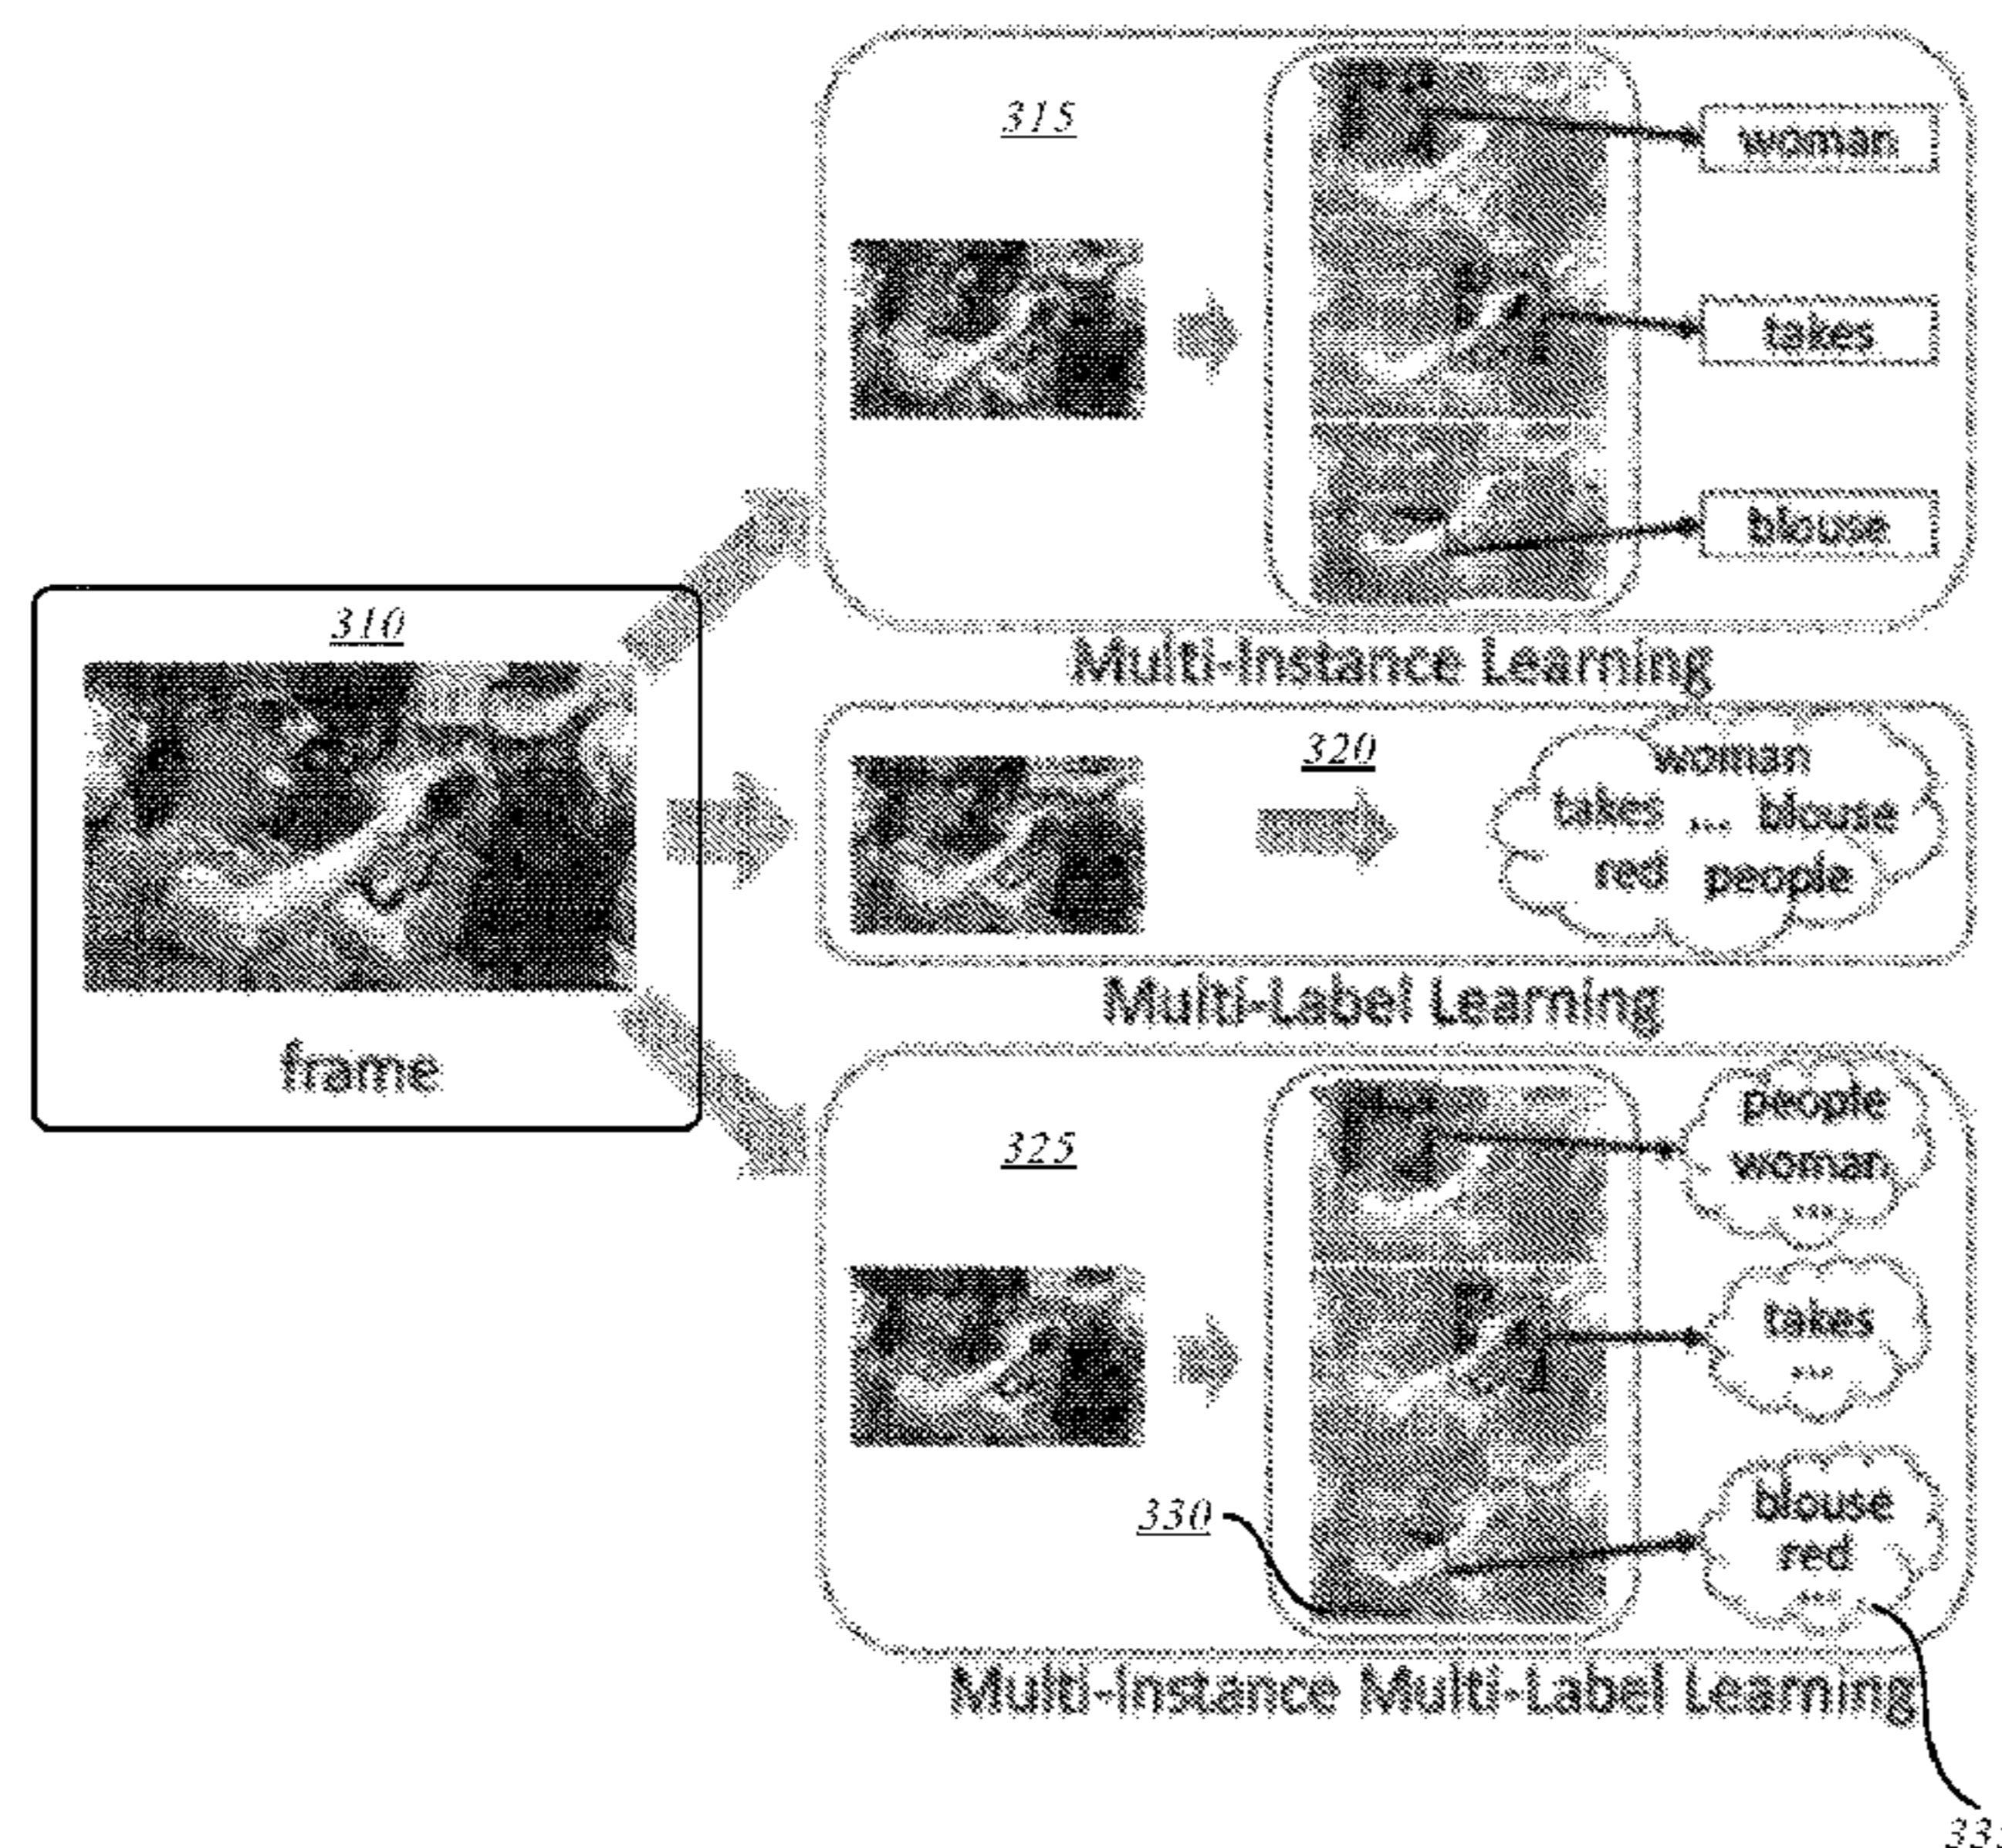 315
woman
takes
blouse
Multi-Instance Learning
310
frame
320
woman
takes ... blouse
red people
Multi-Label Learning
325
people
woman
...
takes
...
330
blouse
red
...
Multi-Instance Multi-Label Learning